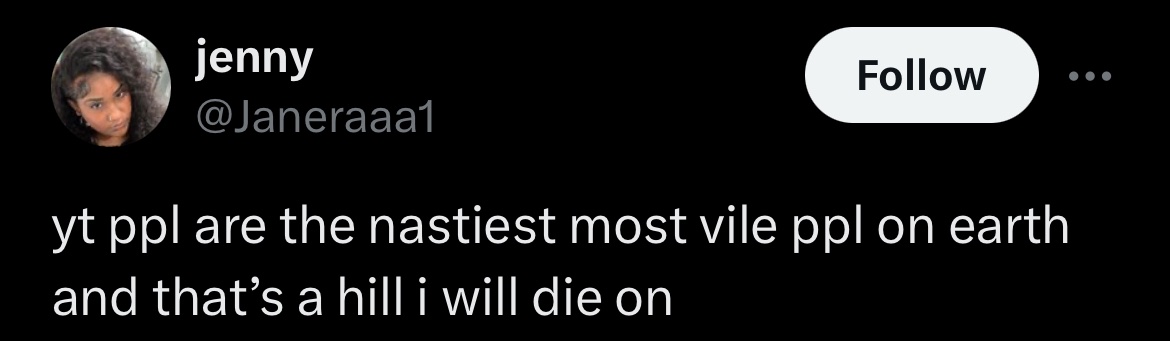 jenny
@Janeraaa1
Follow
yt ppl are the nastiest most vile ppl on earth
and that’s a hill i will die on